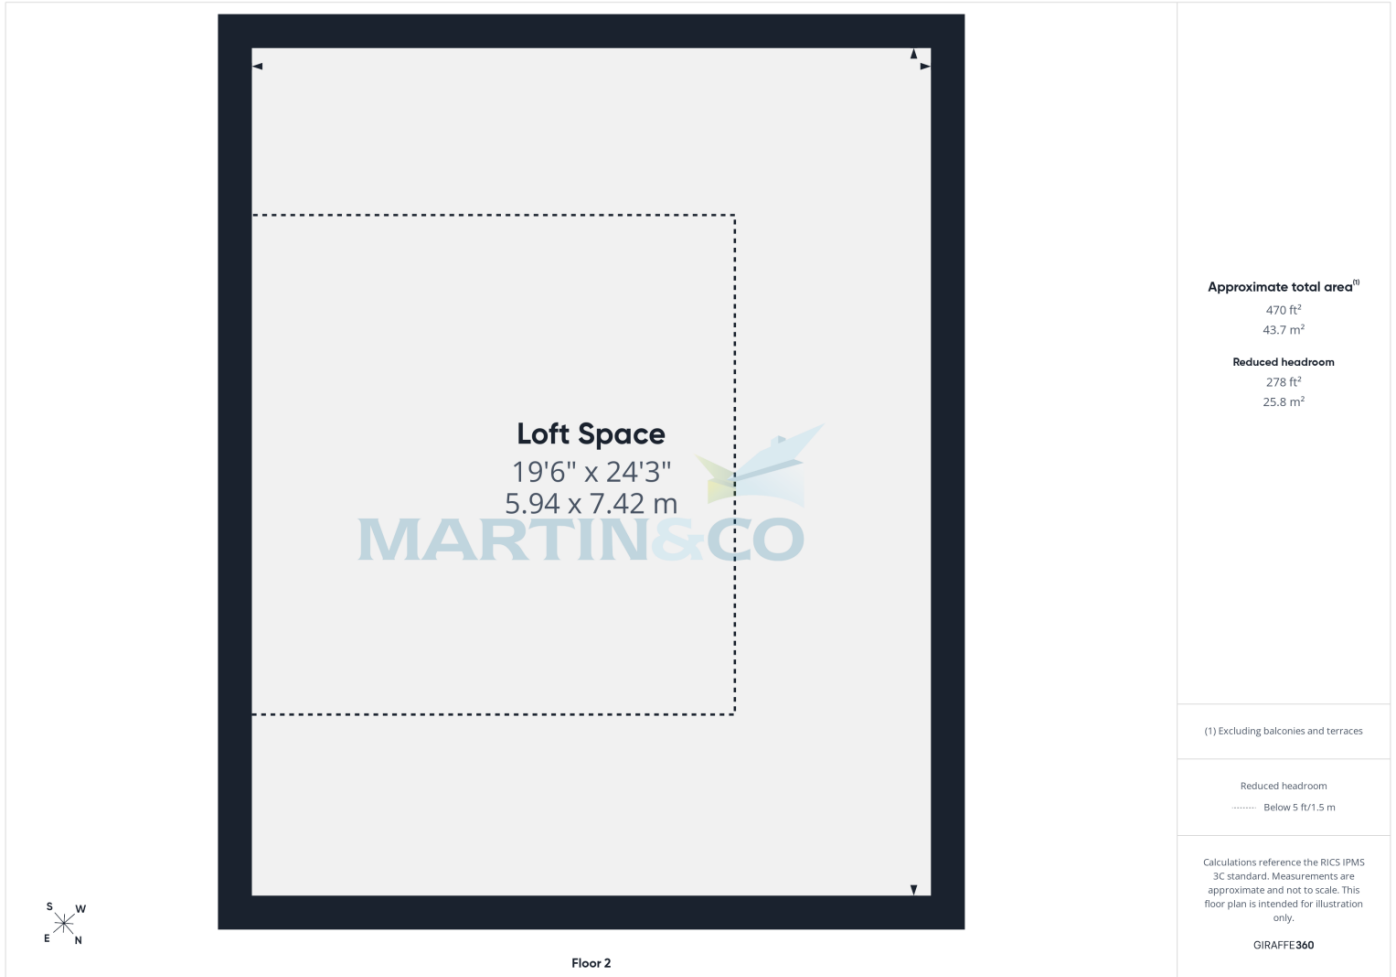 Loft Space
19'6" x 24'3"
5.94 x 7.42 m
MARTIN&CO
Approximate total area(1)
470 ft²
43.7 m²
Reduced headroom
278 ft²
25.8 m²
(1) Excluding balconies and terraces
Reduced headroom
Below 5 ft/1.5 m
Calculations reference the RICS IPMS
3C standard. Measurements are
approximate and not to scale. This
floor plan is intended for illustration
only.
GIRAFFE360
S W
E N
Floor 2